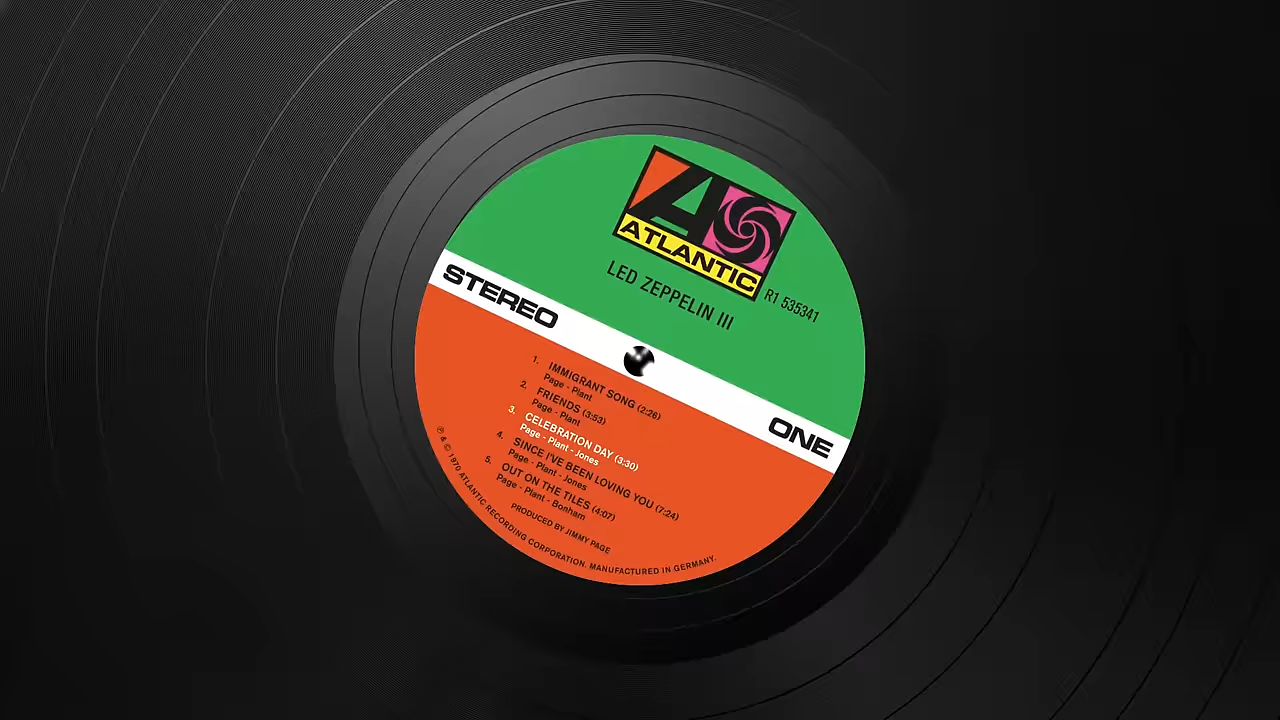 ATLANTIC
R1 535341
LED ZEPPELIN III
STEREO
ONE
1. IMMIGRANT SONG (2:26)
Page - Plant
2. FRIENDS (3:53)
Page - Plant
3. CELEBRATION DAY (3:30)
Page - Plant - Jones
4. SINCE I'VE BEEN LOVING YOU (7:24)
Page - Plant - Jones
5. OUT ON THE TILES (4:07)
Page - Plant - Bonham
PRODUCED BY JIMMY PAGE
℗ & © 1970 ATLANTIC RECORDING CORPORATION. MANUFACTURED IN GERMANY.